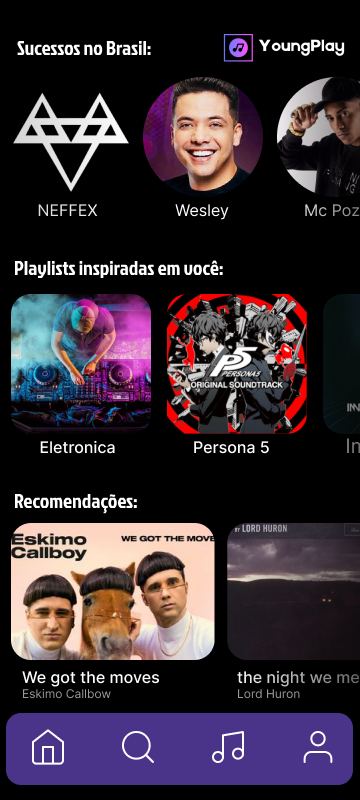 Sucessos no Brasil:
YoungPlay
NEFFEX
Wesley
Mc Poz
Playlists inspiradas em você:
P5
PERSONA5
ORIGINAL SOUNDTRACK
Eletronica
Persona 5
In
Recomendações:
Eskimo
Callboy
WE GOT THE MOVE
BY LORD HURON
We got the moves
Eskimo Callbow
the night we me
Lord Huron